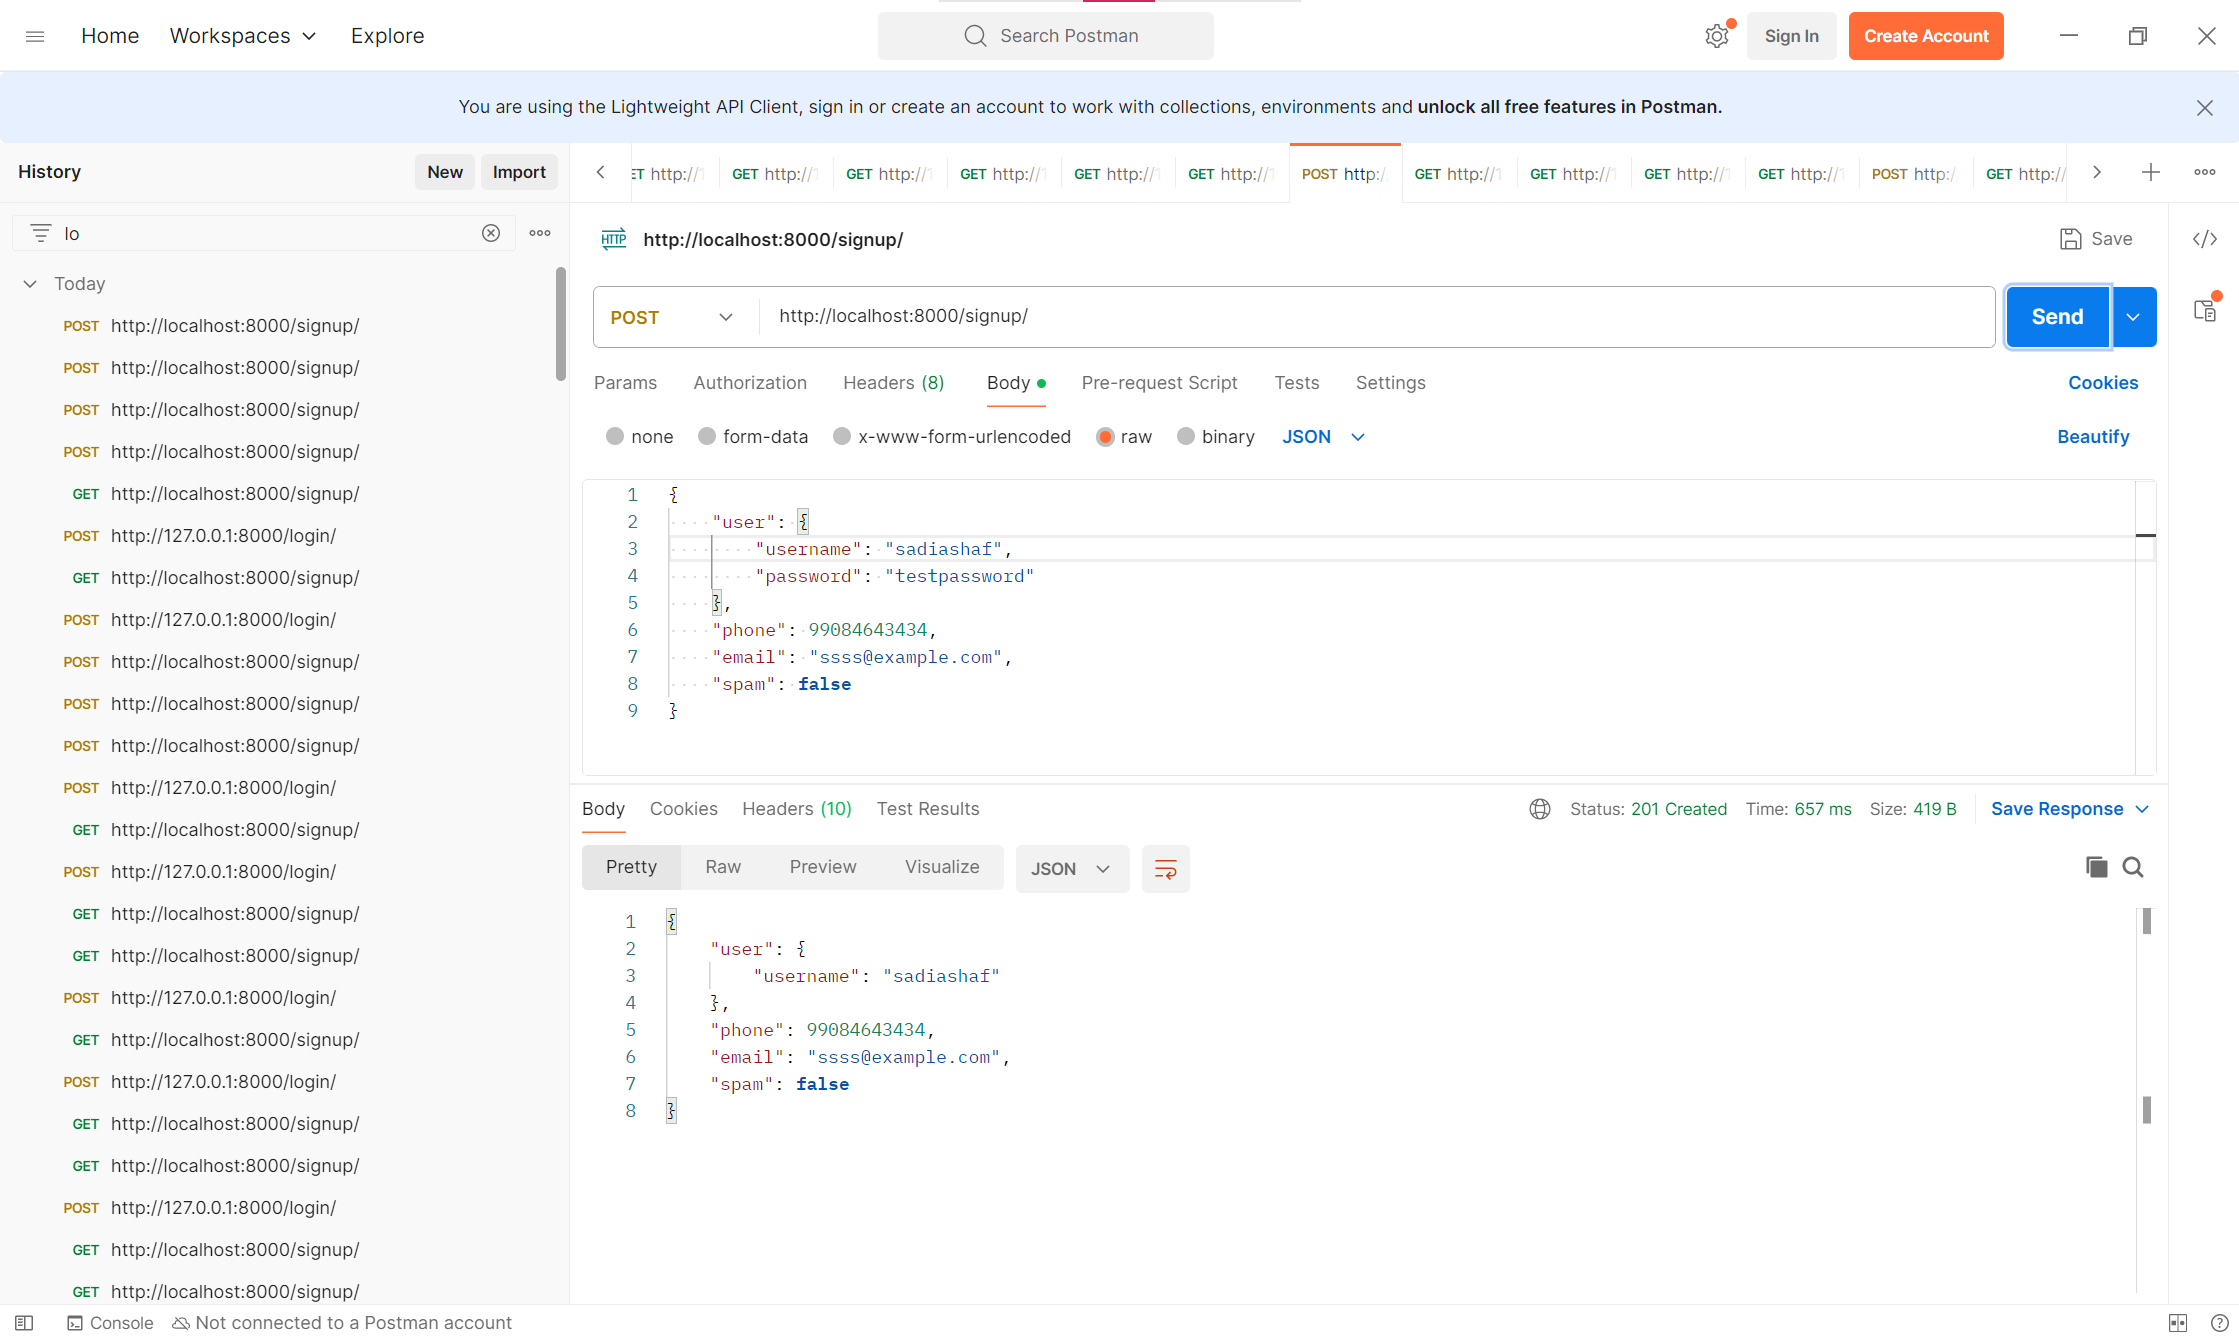 Home Workspaces Explore Search Postman Sign In Create Account
You are using the Lightweight API Client, sign in or create an account to work with collections, environments and unlock all free features in Postman.
History New Import
ET http://1 GET http://1 GET http://1 GET http://1 GET http://1 GET http://1 POST http:/ GET http://1 GET http://1 GET http://1 GET http://1 POST http:/ GET http://
lo
Today
POST http://localhost:8000/signup/
POST http://localhost:8000/signup/
POST http://localhost:8000/signup/
POST http://localhost:8000/signup/
GET http://localhost:8000/signup/
POST http://127.0.0.1:8000/login/
GET http://localhost:8000/signup/
POST http://127.0.0.1:8000/login/
POST http://localhost:8000/signup/
POST http://localhost:8000/signup/
POST http://localhost:8000/signup/
POST http://127.0.0.1:8000/login/
GET http://localhost:8000/signup/
POST http://127.0.0.1:8000/login/
GET http://localhost:8000/signup/
GET http://localhost:8000/signup/
POST http://127.0.0.1:8000/login/
GET http://localhost:8000/signup/
POST http://127.0.0.1:8000/login/
GET http://localhost:8000/signup/
GET http://localhost:8000/signup/
POST http://127.0.0.1:8000/login/
GET http://localhost:8000/signup/
GET http://localhost:8000/signup/
HTTP http://localhost:8000/signup/ Save
POST http://localhost:8000/signup/ Send
Params Authorization Headers (8) Body Pre-request Script Tests Settings Cookies
none form-data x-www-form-urlencoded raw binary JSON Beautify
1 {
2 "user": {
3 "username": "sadiashaf",
4 "password": "testpassword"
5 },
6 "phone": 99084643434,
7 "email": "ssss@example.com",
8 "spam": false
9 }
Body Cookies Headers (10) Test Results Status: 201 Created Time: 657 ms Size: 419 B Save Response
Pretty Raw Preview Visualize JSON
1 {
2 "user": {
3 "username": "sadiashaf"
4 },
5 "phone": 99084643434,
6 "email": "ssss@example.com",
7 "spam": false
8 }
Console Not connected to a Postman account